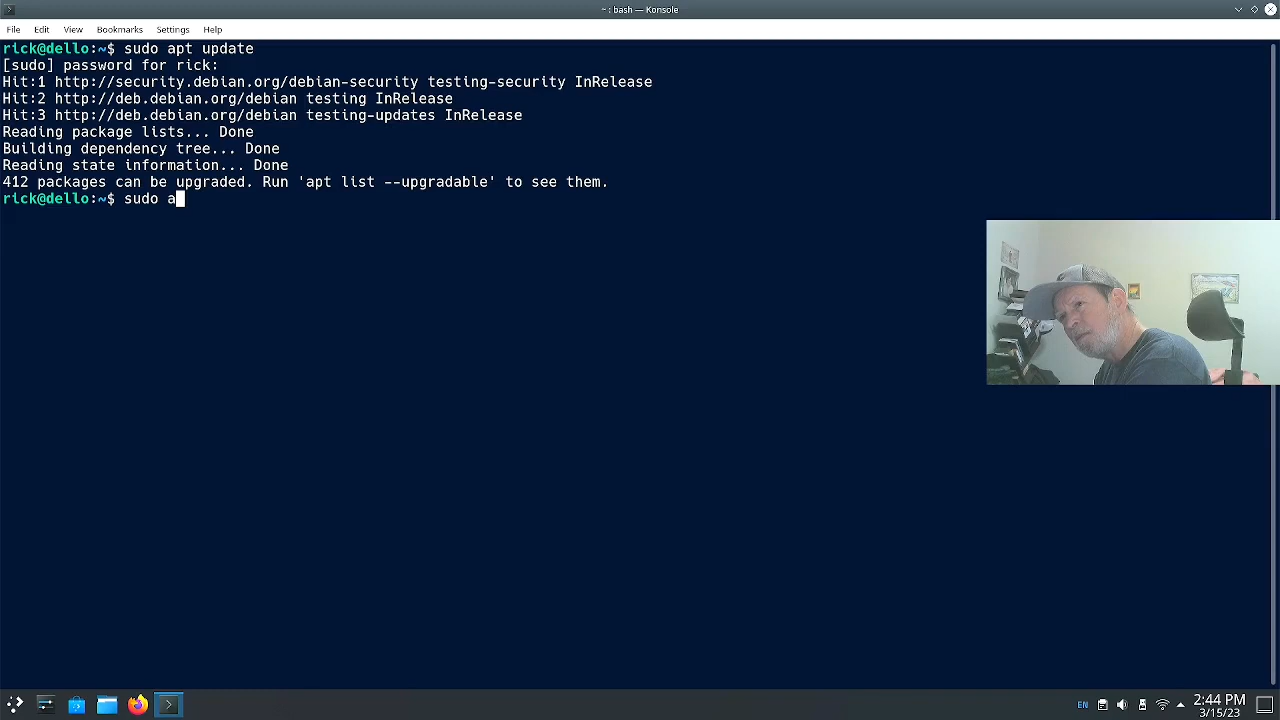 ~ : bash — Konsole
File Edit View Bookmarks Settings Help
rick@dello:~$ sudo apt update
[sudo] password for rick:
Hit:1 http://security.debian.org/debian-security testing-security InRelease
Hit:2 http://deb.debian.org/debian testing InRelease
Hit:3 http://deb.debian.org/debian testing-updates InRelease
Reading package lists... Done
Building dependency tree... Done
Reading state information... Done
412 packages can be upgraded. Run 'apt list --upgradable' to see them.
rick@dello:~$ sudo a
EN
2:44 PM
3/15/23